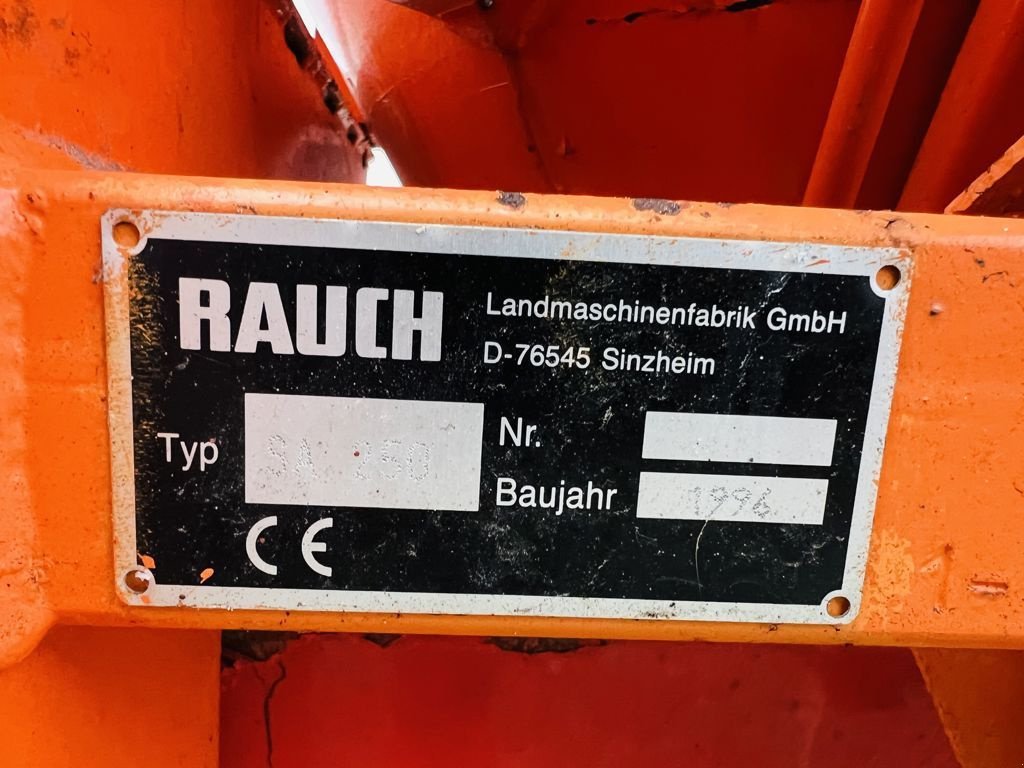 RAUCH
Landmaschinenfabrik GmbH
D-76545 Sinzheim
Typ SA 250
Nr.
Baujahr 1996
CE